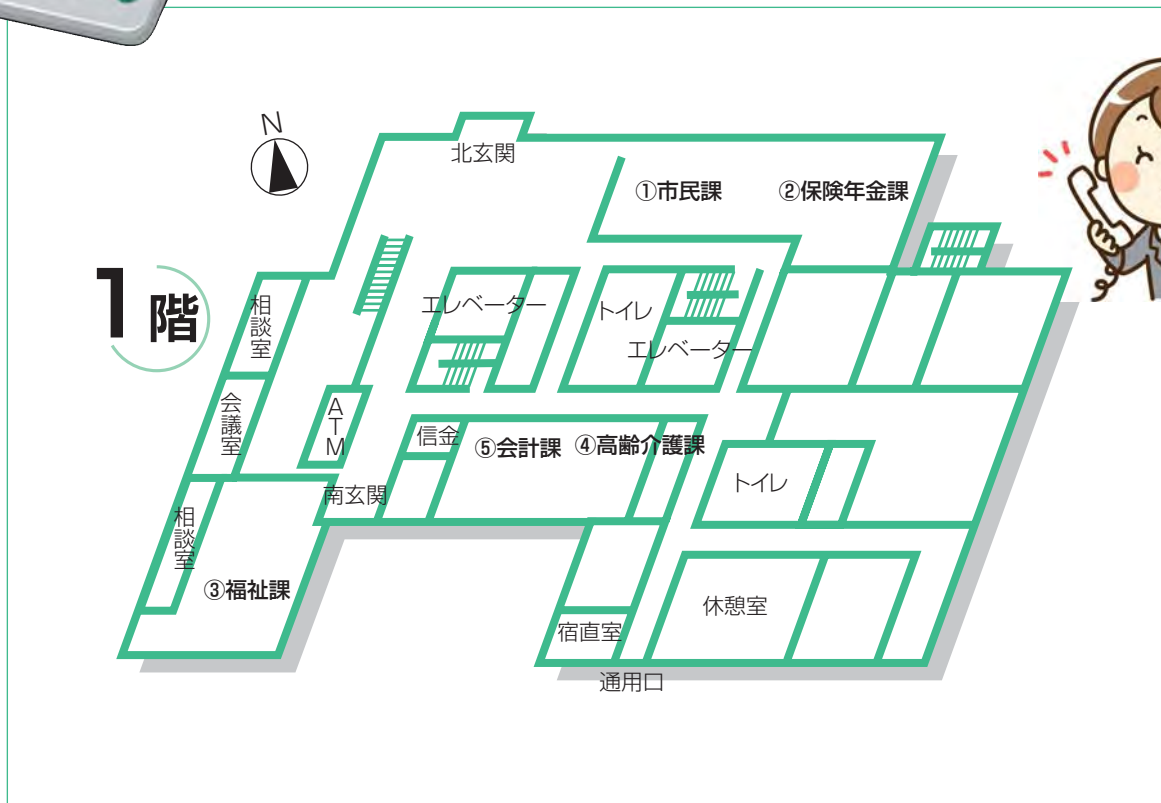 N
北玄関
①市民課
②保険年金課
1階
相談室
エレベーター
トイレ
エレベーター
会議室
ATM
信金
⑤会計課
④高齢介護課
トイレ
南玄関
相談室
③福祉課
休憩室
宿直室
通用口